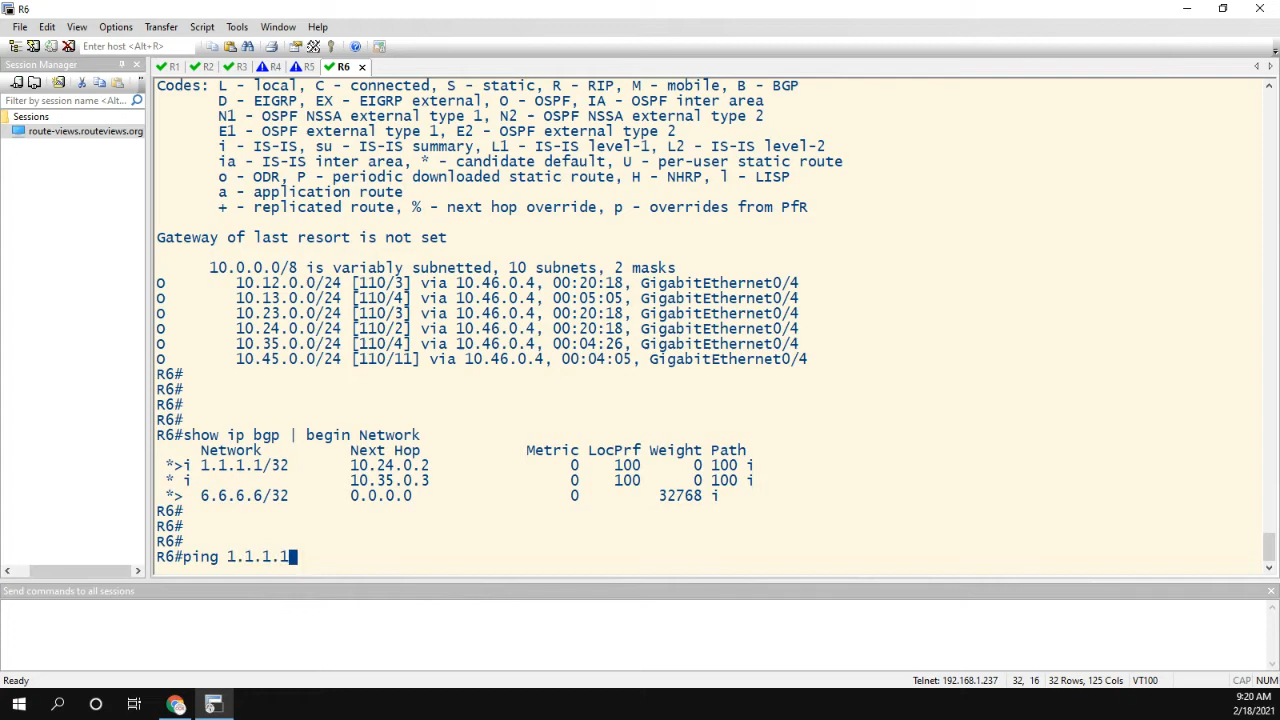 R6
File Edit View Options Transfer Script Tools Window Help
Enter host <Alt+R>
Session Manager
R1 R2 R3 R4 R5 R6
Filter by session name <Alt...
Sessions
route-views.routeviews.org
Codes: L - local, C - connected, S - static, R - RIP, M - mobile, B - BGP
D - EIGRP, EX - EIGRP external, O - OSPF, IA - OSPF inter area
N1 - OSPF NSSA external type 1, N2 - OSPF NSSA external type 2
E1 - OSPF external type 1, E2 - OSPF external type 2
i - IS-IS, su - IS-IS summary, L1 - IS-IS level-1, L2 - IS-IS level-2
ia - IS-IS inter area, * - candidate default, U - per-user static route
o - ODR, P - periodic downloaded static route, H - NHRP, l - LISP
a - application route
+ - replicated route, % - next hop override, p - overrides from PfR
Gateway of last resort is not set
10.0.0.0/8 is variably subnetted, 10 subnets, 2 masks
O 10.12.0.0/24 [110/3] via 10.46.0.4, 00:20:18, GigabitEthernet0/4
O 10.13.0.0/24 [110/4] via 10.46.0.4, 00:05:05, GigabitEthernet0/4
O 10.23.0.0/24 [110/3] via 10.46.0.4, 00:20:18, GigabitEthernet0/4
O 10.24.0.0/24 [110/2] via 10.46.0.4, 00:20:18, GigabitEthernet0/4
O 10.35.0.0/24 [110/4] via 10.46.0.4, 00:04:26, GigabitEthernet0/4
O 10.45.0.0/24 [110/11] via 10.46.0.4, 00:04:05, GigabitEthernet0/4
R6#
R6#
R6#
R6#
R6#show ip bgp | begin Network
Network Next Hop Metric LocPrf Weight Path
*>i 1.1.1.1/32 10.24.0.2 0 100 0 100 i
* i 10.35.0.3 0 100 0 100 i
*> 6.6.6.6/32 0.0.0.0 0 32768 i
R6#
R6#
R6#
R6#ping 1.1.1.1
Send commands to all sessions
Ready Telnet: 192.168.1.237 32, 16 32 Rows, 125 Cols VT100 CAP NUM
9:20 AM
2/18/2021